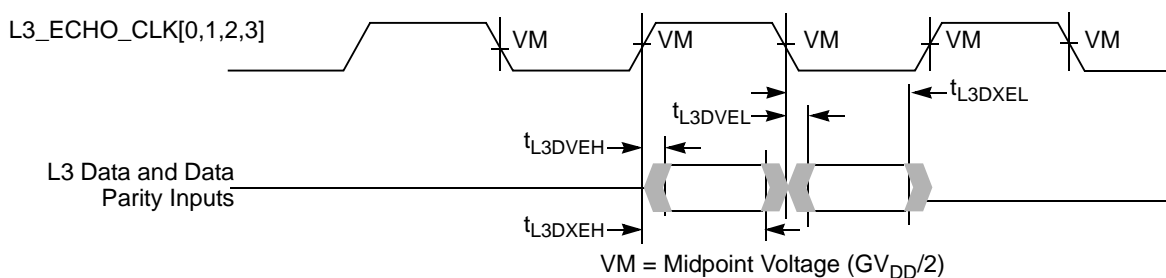 L3_ECHO_CLK[0,1,2,3]
VM
VM
VM
VM
VM
tL3DXEL
tL3DVEL
tL3DVEH
L3 Data and Data
Parity Inputs
tL3DXEH
VM = Midpoint Voltage (GVDD/2)